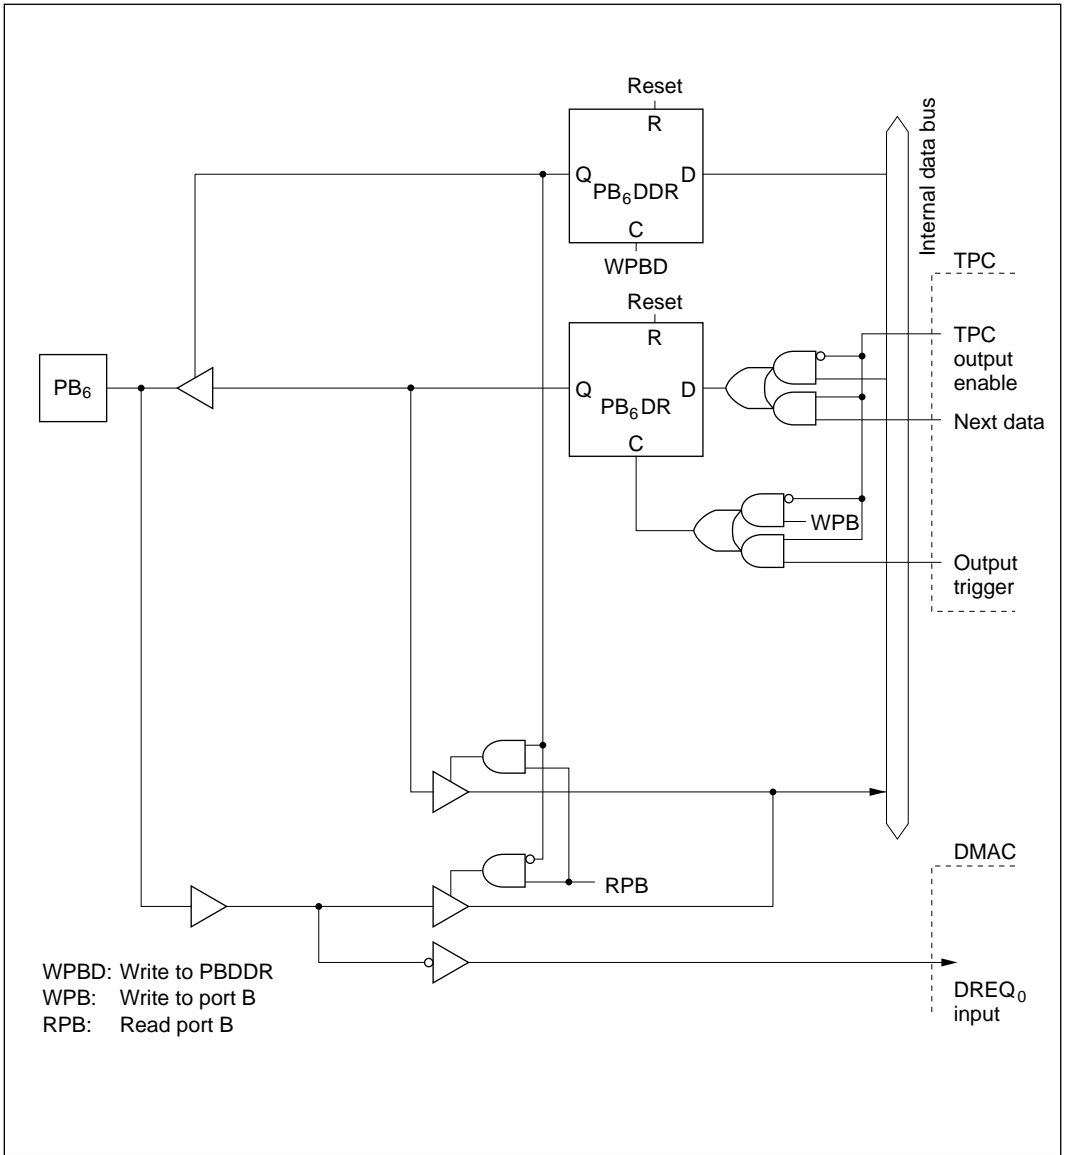 Reset
R
Internal data bus
Q
D
PB6DDR
C
WPBD
TPC
Reset
R
TPC
output
enable
PB6
Q
D
PB6DR
Next data
C
WPB
Output
trigger
DMAC
RPB
WPBD: Write to PBDDR
WPB: Write to port B
RPB: Read port B
DREQ0
input